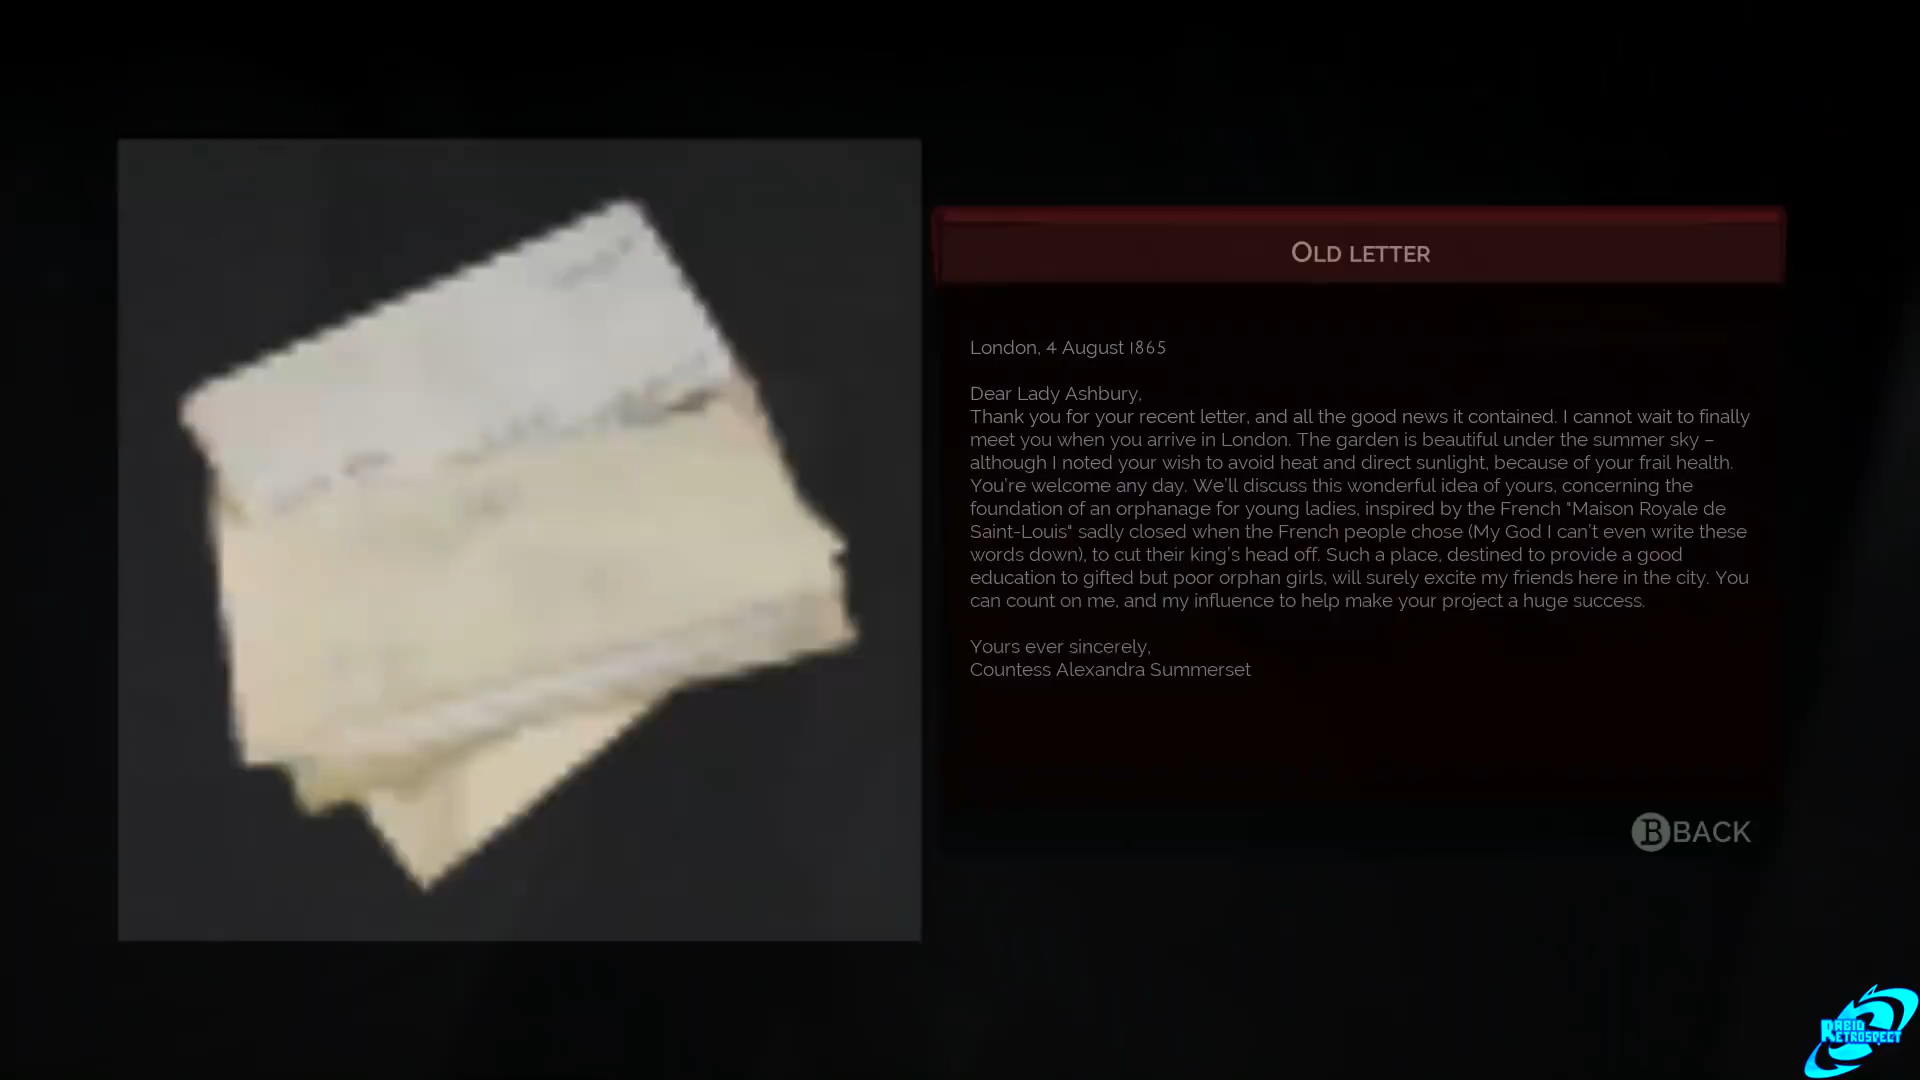 OLD LETTER
London, 4 August 1865
Dear Lady Ashbury,
Thank you for your recent letter, and all the good news it contained. I cannot wait to finally
meet you when you arrive in London. The garden is beautiful under the summer sky –
although I noted your wish to avoid heat and direct sunlight, because of your frail health.
You're welcome any day. We'll discuss this wonderful idea of yours, concerning the
foundation of an orphanage for young ladies, inspired by the French "Maison Royale de
Saint-Louis" sadly closed when the French people chose (My God I can't even write these
words down), to cut their king's head off. Such a place, destined to provide a good
education to gifted but poor orphan girls, will surely excite my friends here in the city. You
can count on me, and my influence to help make your project a huge success.
Yours ever sincerely,
Countess Alexandra Summerset
B BACK
RABID
RETROSPECT